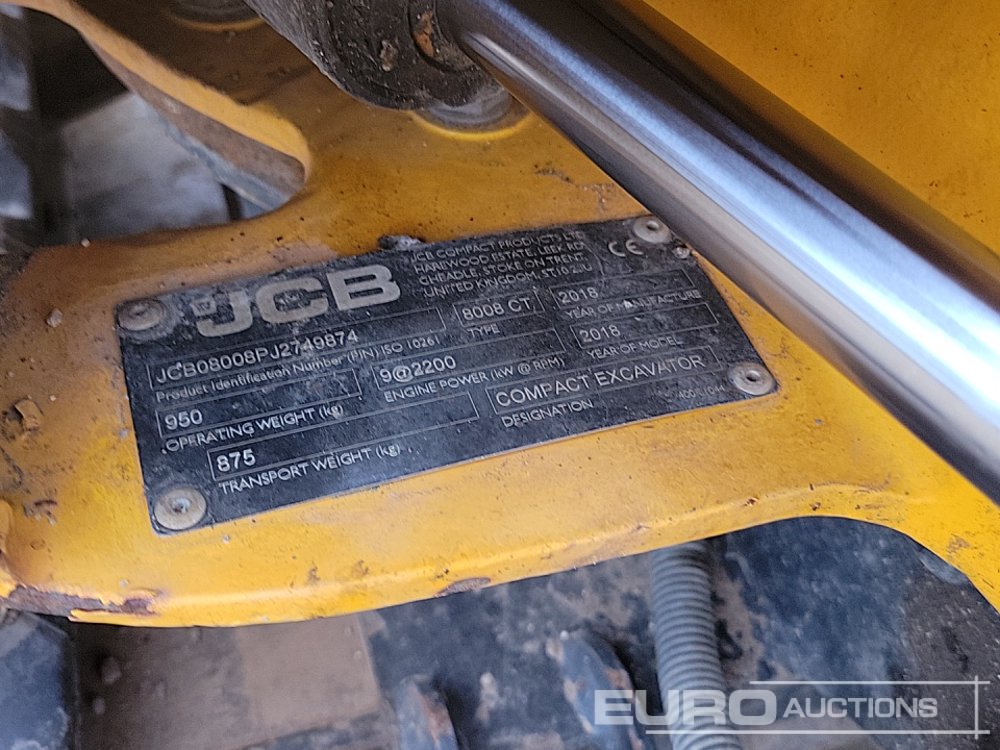 JCB
JCB COMPACT PRODUCTS LTD
HAREWOOD ESTATE, LEEK RD
CHEADLE, STOKE ON TRENT
UNITED KINGDOM, ST10
CE
JCB08008PJ2749874
Product Identification Number (PIN) ISO 10261
8008 CT
TYPE
2018
YEAR OF MANUFACTURE
950
OPERATING WEIGHT (kg)
9@2200
ENGINE POWER (kW @ RPM)
2018
YEAR OF MODEL
875
TRANSPORT WEIGHT (kg)
COMPACT EXCAVATOR
DESIGNATION
EURO AUCTIONS